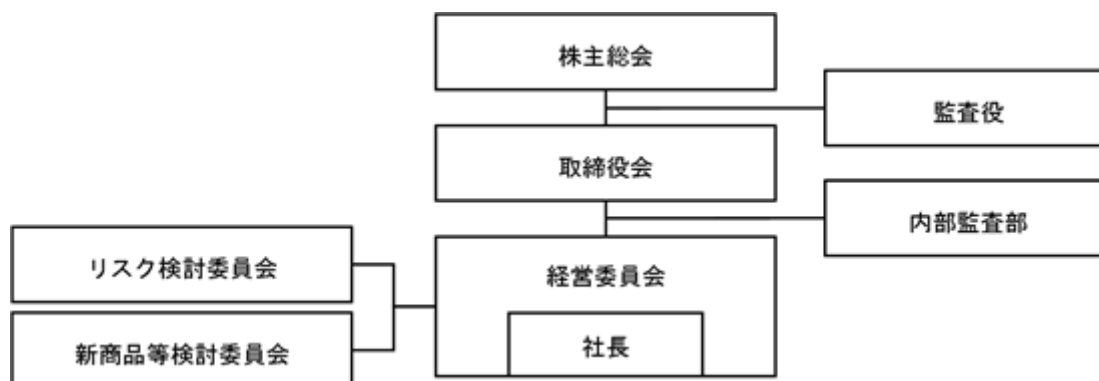 株主総会
監査役
取締役会
内部監査部
リスク検討委員会
経営委員会
新商品等検討委員会
社長